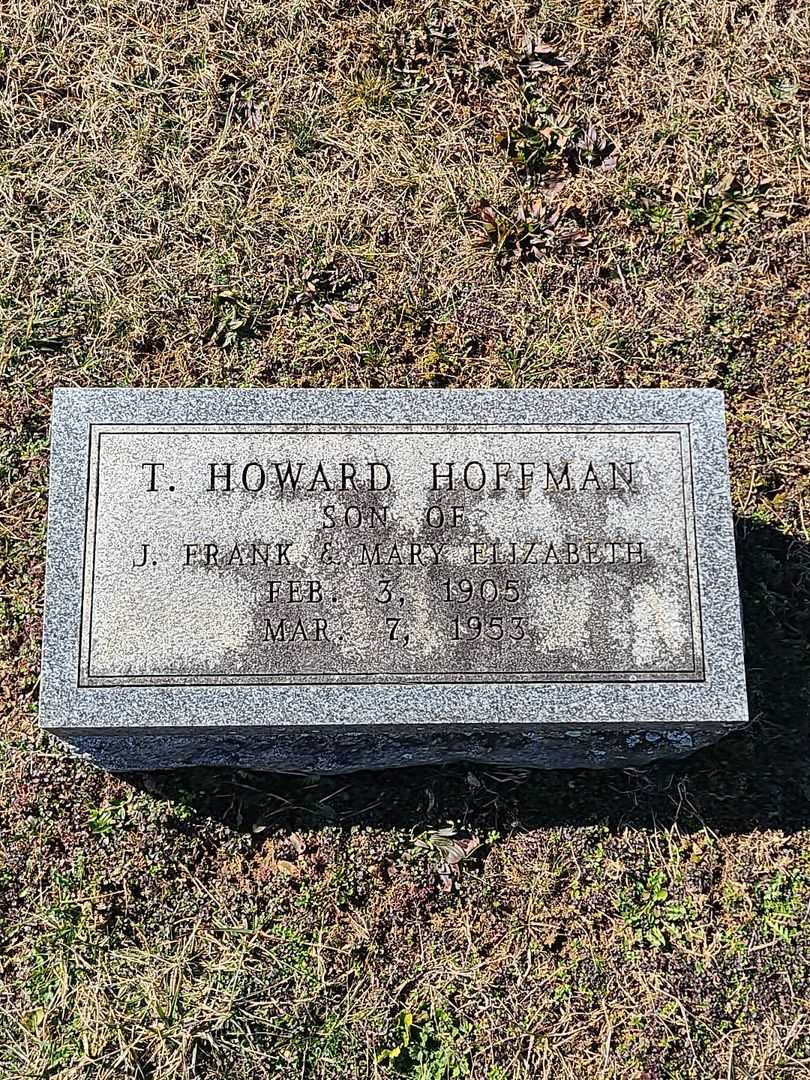 T. HOWARD HOFFMAN
SON OF
J. FRANK & MARY ELIZABETH
FEB. 3, 1905
MAR. 7, 1953